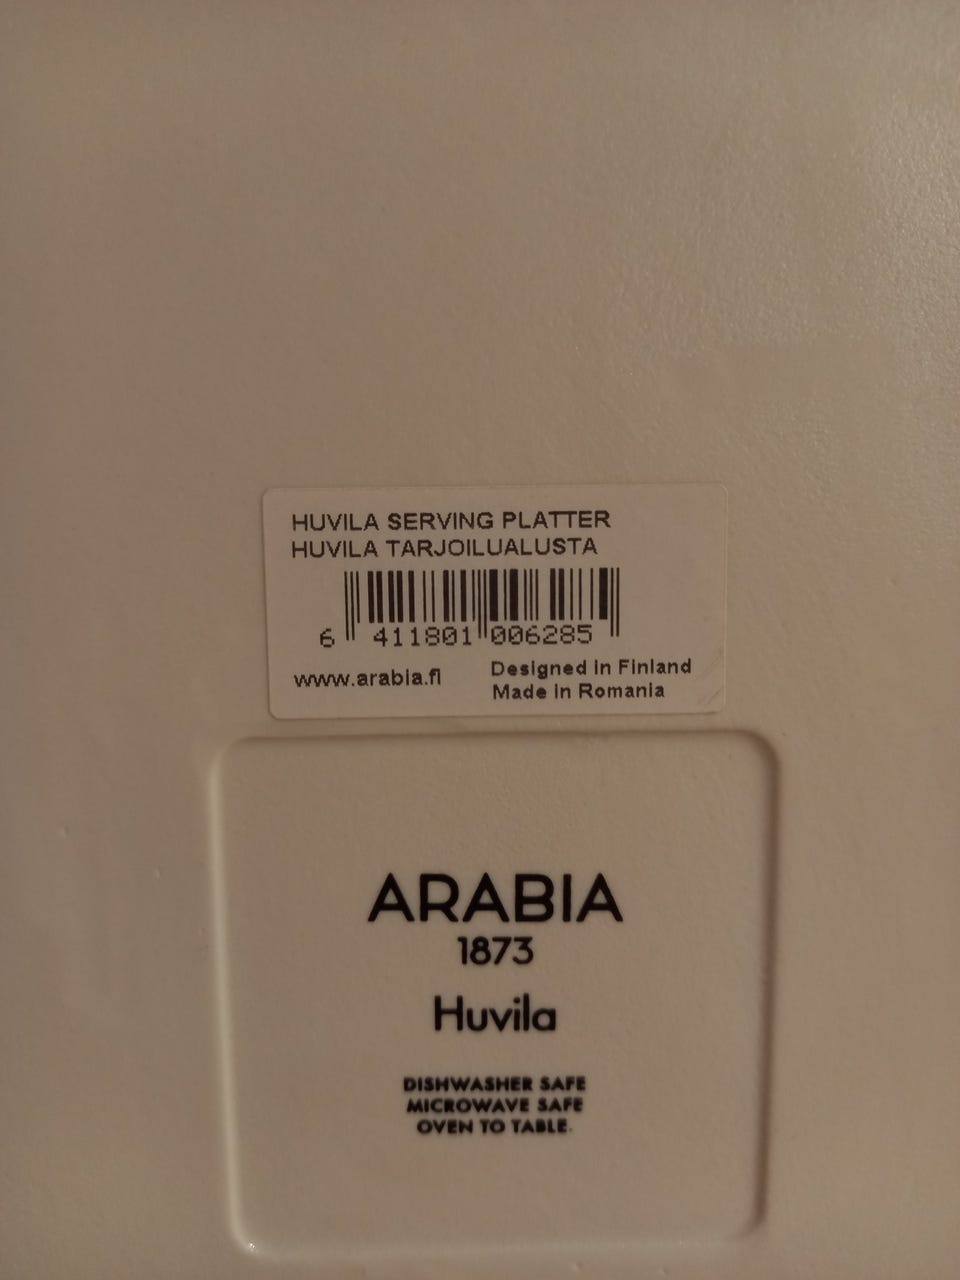 HUVILA SERVING PLATTER
HUVILA TARJOILUALUSTA
6 411801 006285
www.arabia.fi
Designed in Finland
Made in Romania
ARABIA
1873
Huvila
DISHWASHER SAFE
MICROWAVE SAFE
OVEN TO TABLE.